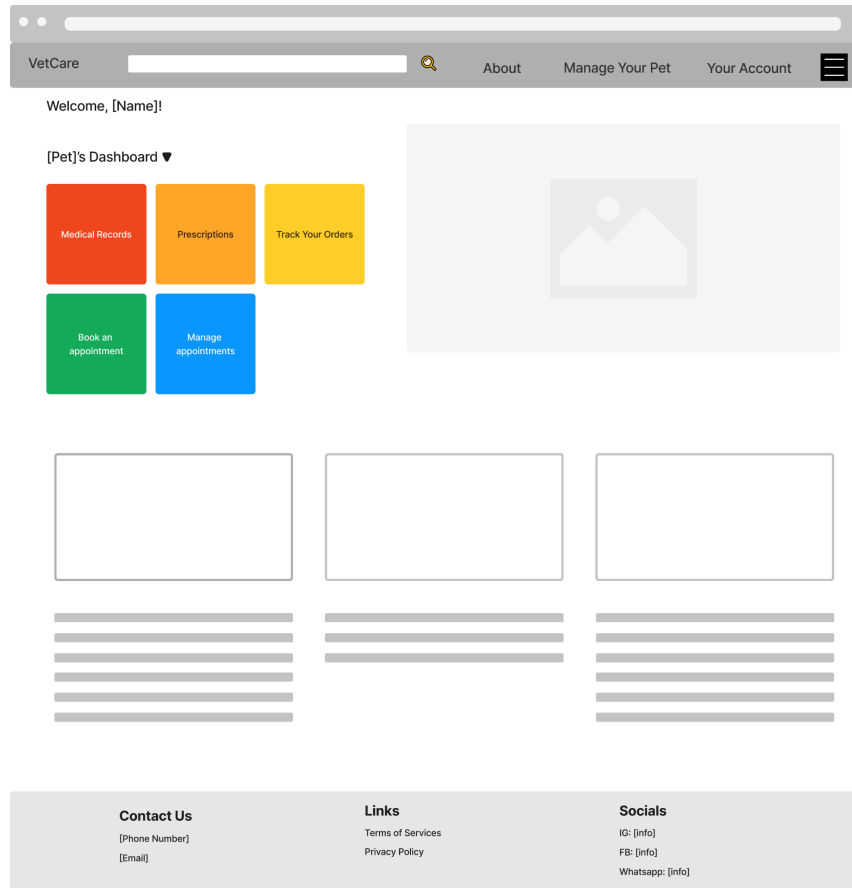 VetCare
About
Manage Your Pet
Your Account
Welcome, [Name]!
[Pet]'s Dashboard
Medical Records
Prescriptions
Track Your Orders
Book an
appointment
Manage
appointments
Contact Us
[Phone Number]
[Email]
Links
Terms of Services
Privacy Policy
Socials
IG: [info]
FB: [info]
Whatsapp: [info]